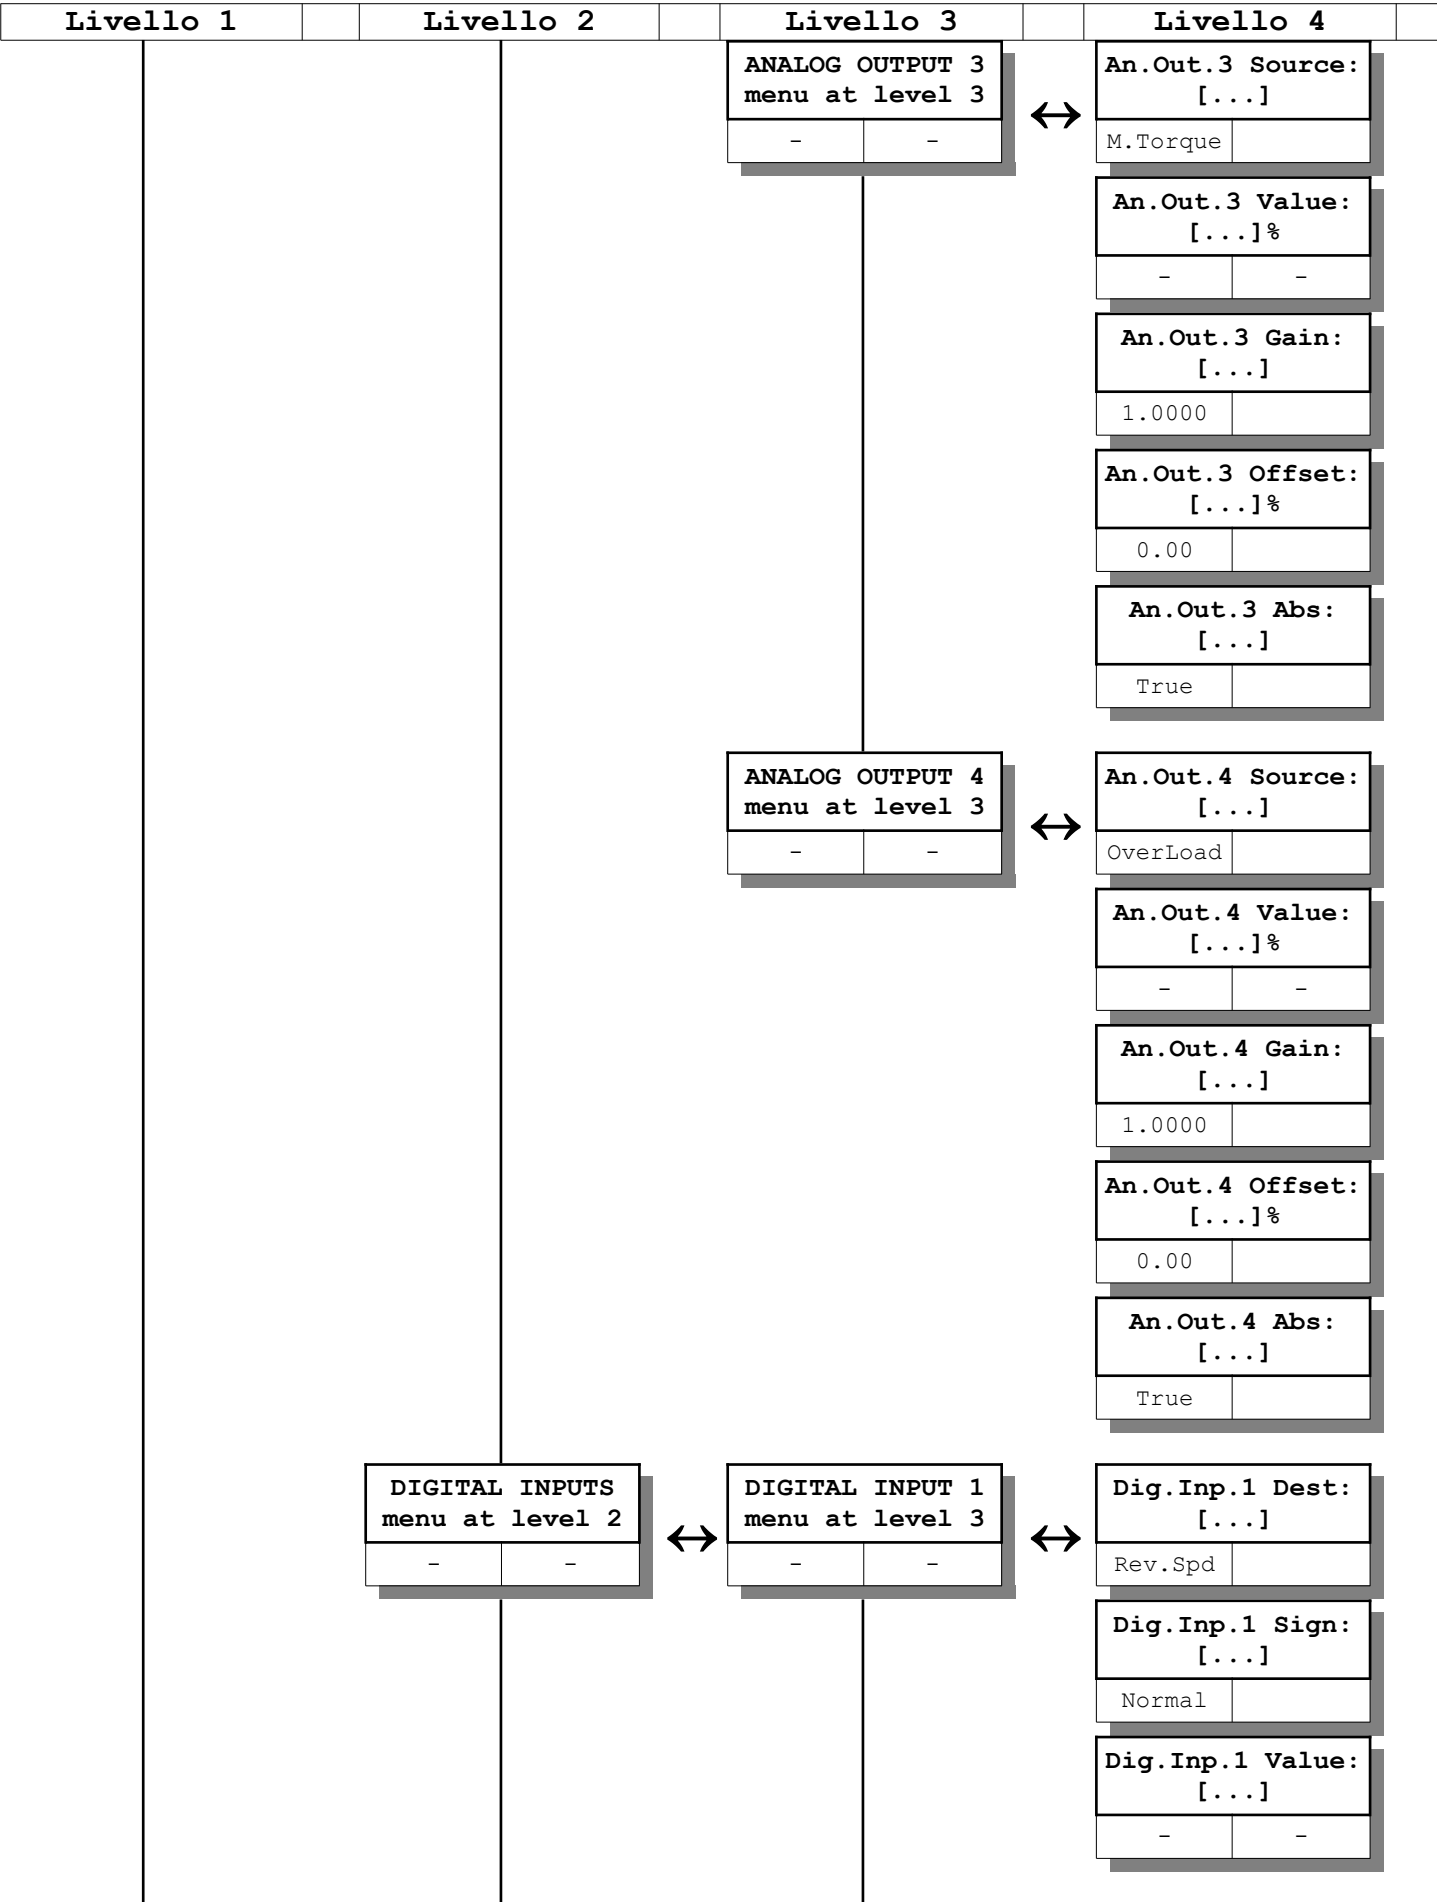 Livello 1 Livello 2 Livello 3 Livello 4
ANALOG OUTPUT 3
menu at level 3
- -
An.Out.3 Source:
[...]
M.Torque
An.Out.3 Value:
[...]%
- -
An.Out.3 Gain:
[...]
1.0000
An.Out.3 Offset:
[...]%
0.00
An.Out.3 Abs:
[...]
True
ANALOG OUTPUT 4
menu at level 3
- -
An.Out.4 Source:
[...]
OverLoad
An.Out.4 Value:
[...]%
- -
An.Out.4 Gain:
[...]
1.0000
An.Out.4 Offset:
[...]%
0.00
An.Out.4 Abs:
[...]
True
DIGITAL INPUTS
menu at level 2
- -
DIGITAL INPUT 1
menu at level 3
- -
Dig.Inp.1 Dest:
[...]
Rev.Spd
Dig.Inp.1 Sign:
[...]
Normal
Dig.Inp.1 Value:
[...]
- -